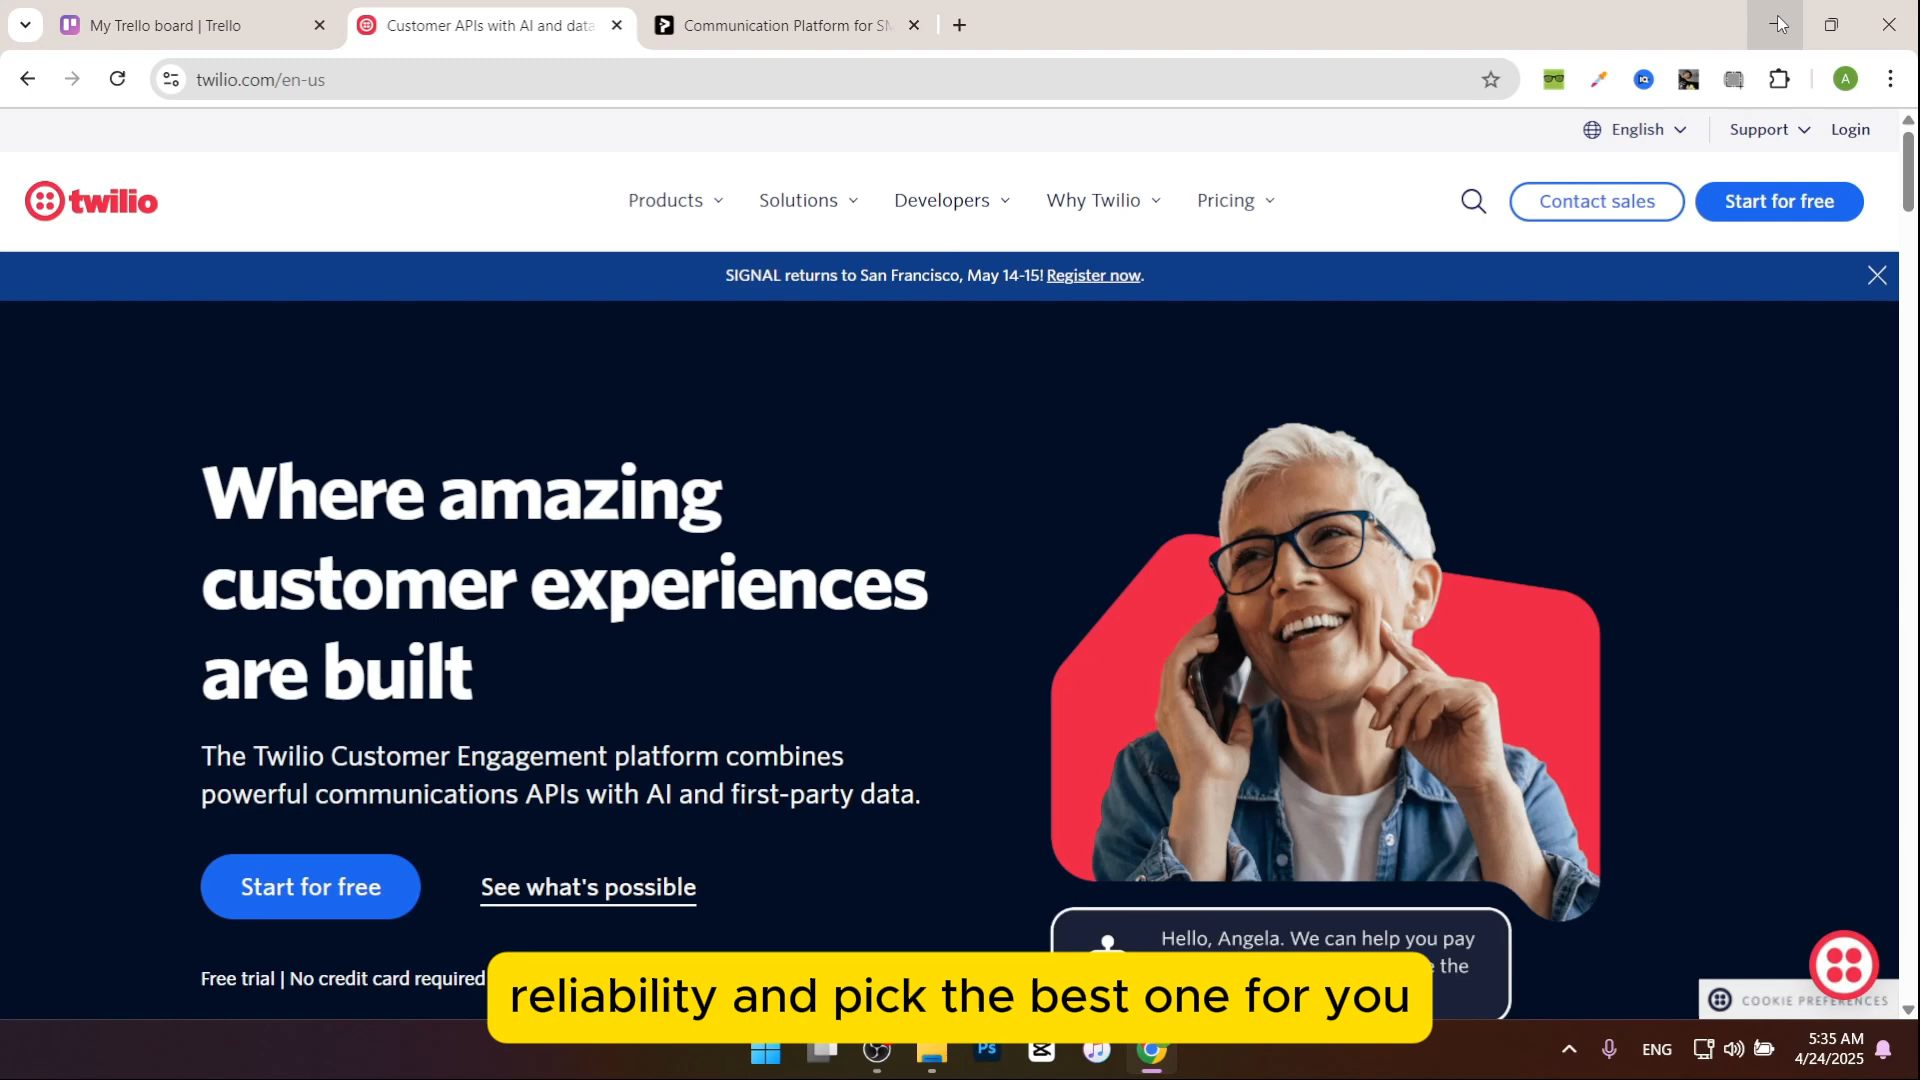 My Trello board | Trello
Customer APIs with AI and data
Communication Platform for SM
twilio.com/en-us
A
English
Support
Login
twilio
Products
Solutions
Developers
Why Twilio
Pricing
Contact sales
Start for free
SIGNAL returns to San Francisco, May 14-15! Register now.
Where amazing
customer experiences
are built
The Twilio Customer Engagement platform combines
powerful communications APIs with AI and first-party data.
Start for free
See what's possible
Hello, Angela. We can help you pay
the
Free trial | No credit card required
reliability and pick the best one for you
COOKIE PREFERENCES
Ps
ENG
5:35 AM
4/24/2025